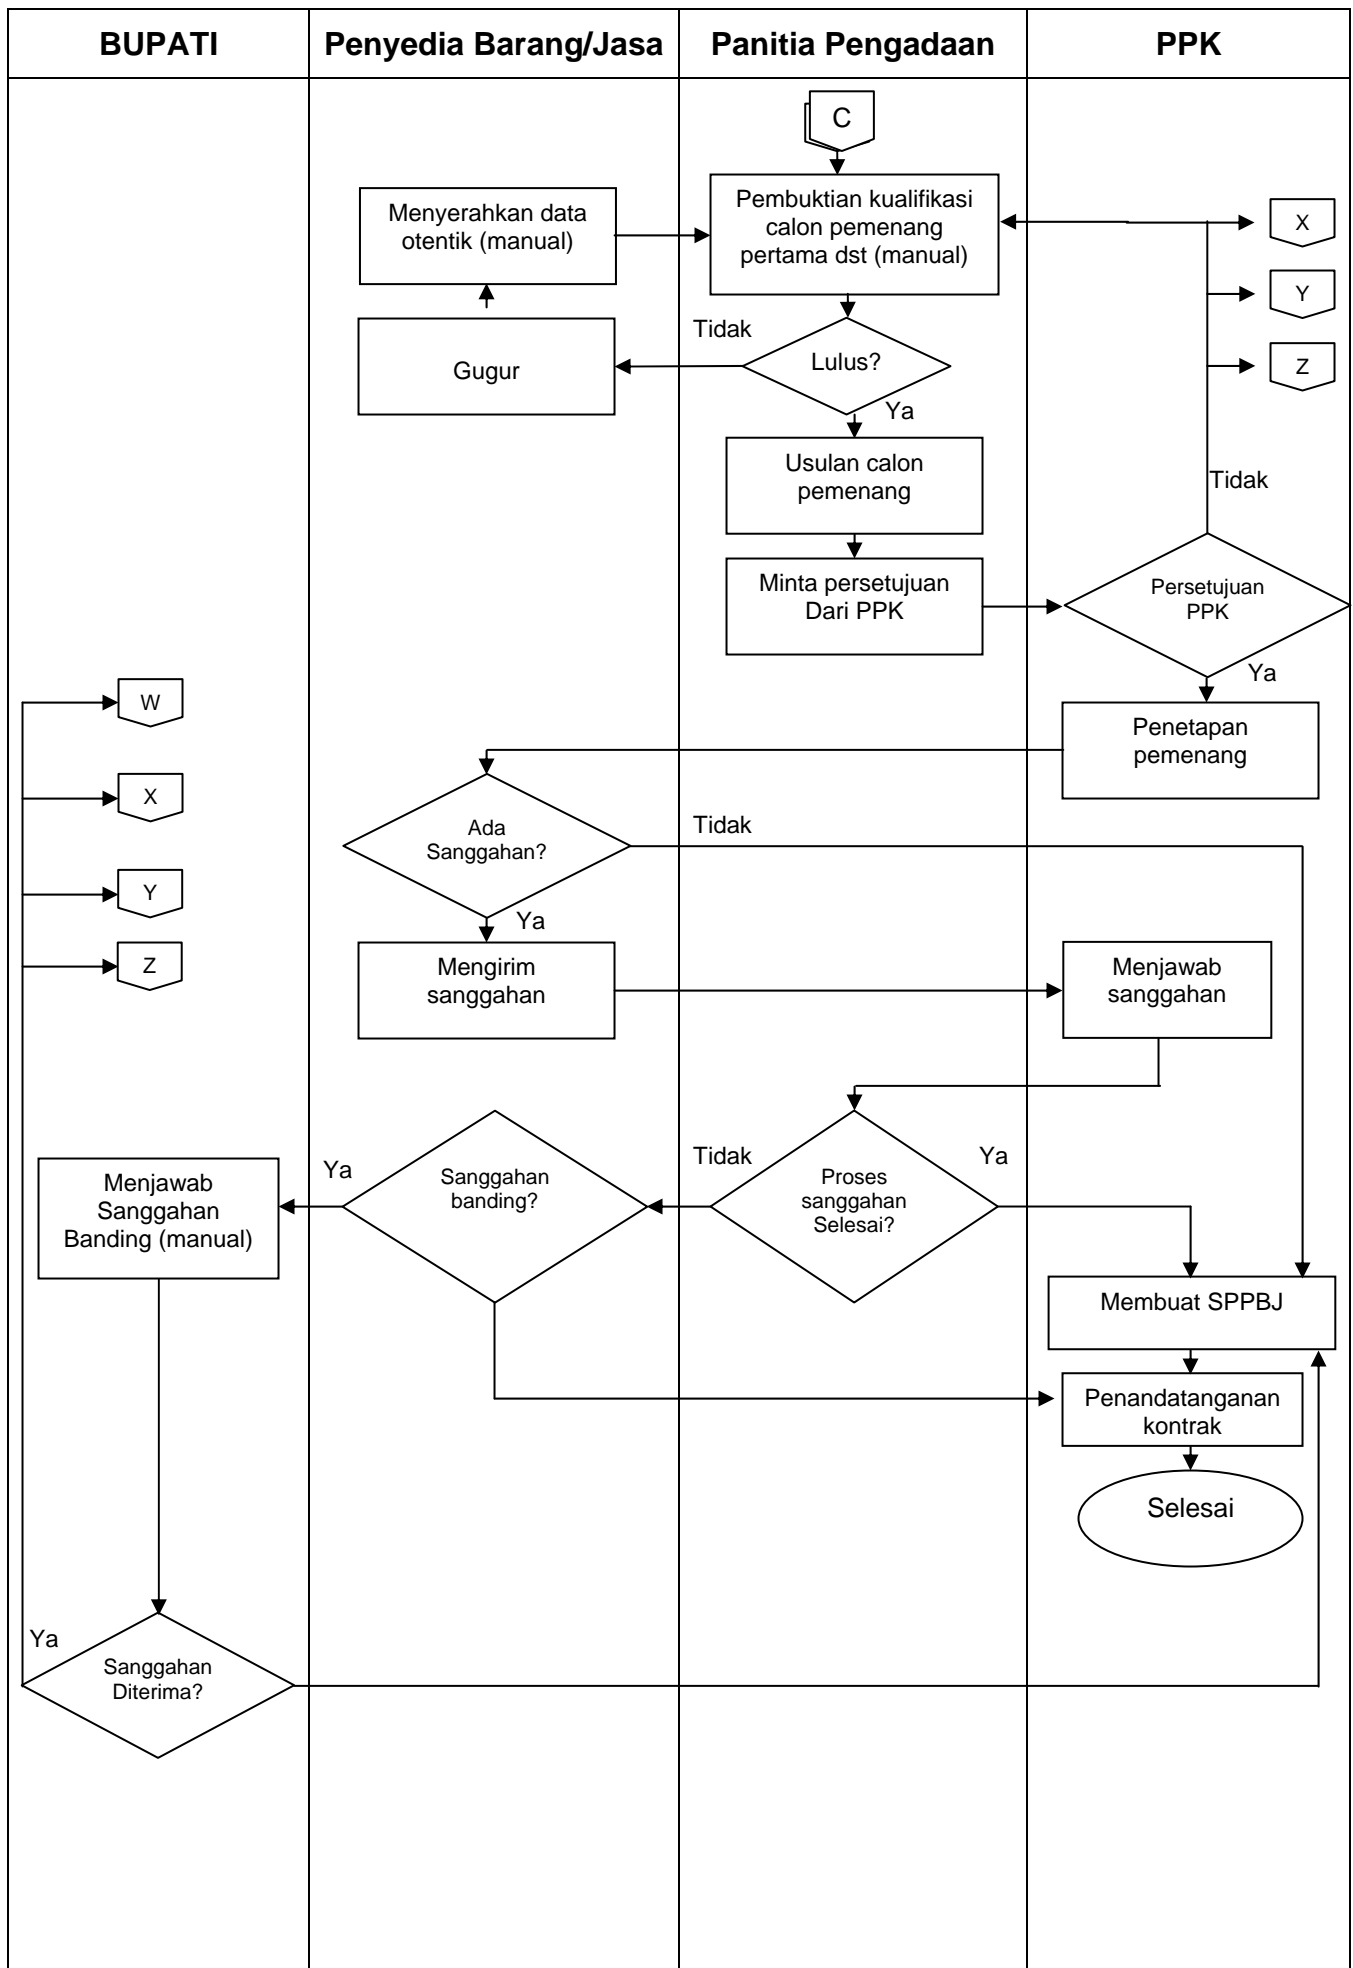 BUPATI
Penyedia Barang/Jasa
Panitia Pengadaan
PPK
C
Menyerahkan data
otentik (manual)
Pembuktian kualifikasi
calon pemenang
pertama dst (manual)
X
Y
Z
Tidak
Lulus?
Gugur
Ya
Usulan calon
pemenang
Tidak
Minta persetujuan
Dari PPK
Persetujuan
PPK
Ya
Penetapan
pemenang
W
X
Y
Z
Ada
Sanggahan?
Tidak
Ya
Mengirim
sanggahan
Menjawab
sanggahan
Proses
sanggahan
Selesai?
Tidak
Ya
Sanggahan
banding?
Ya
Menjawab
Sanggahan
Banding (manual)
Membuat SPPBJ
Penandatanganan
kontrak
Selesai
Ya
Sanggahan
Diterima?